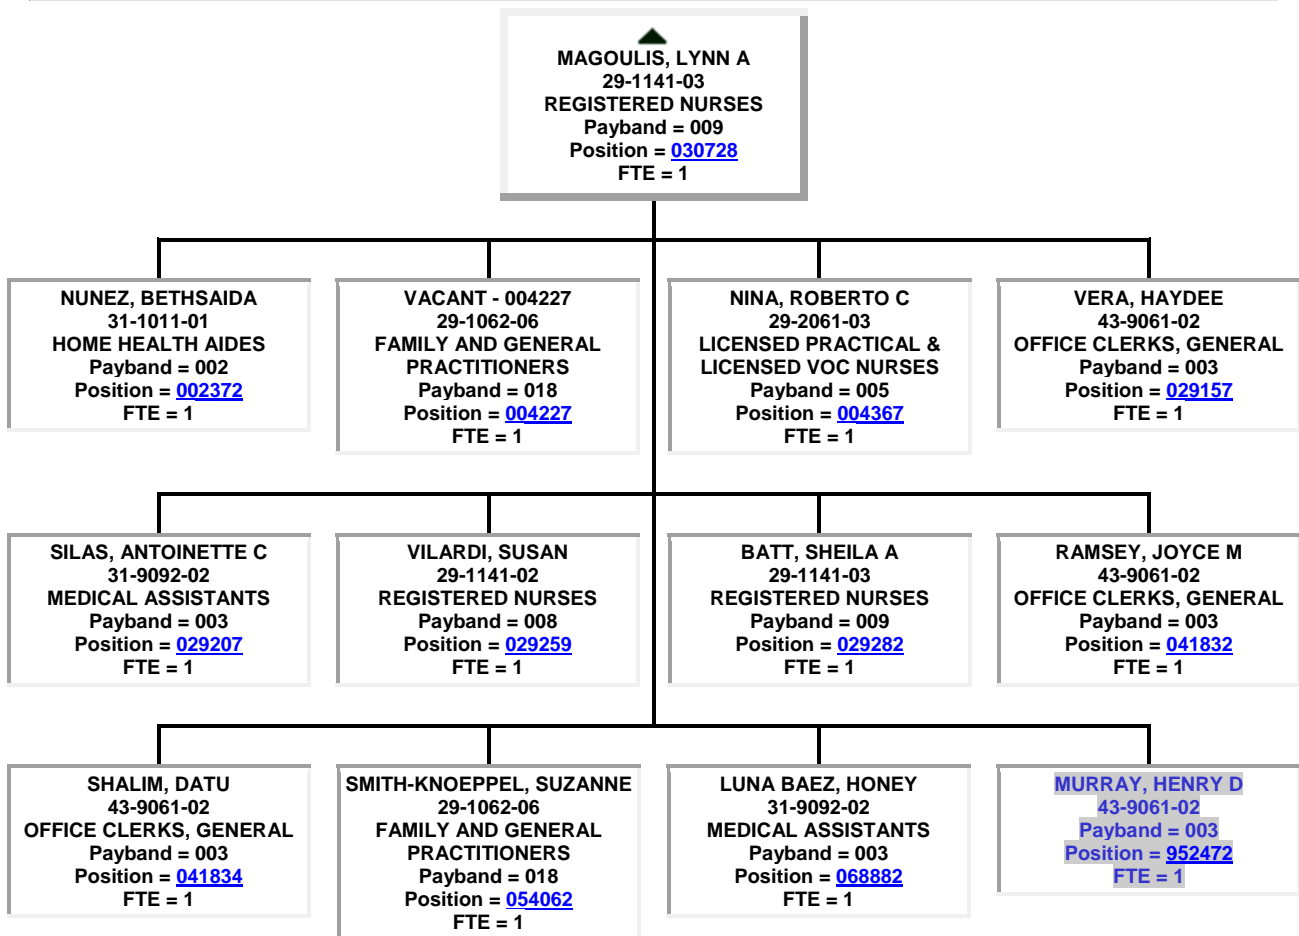 MAGOULIS, LYNN A
29-1141-03
REGISTERED NURSES
Payband = 009
Position = 030728
FTE = 1
NUNEZ, BETHSAIDA
31-1011-01
HOME HEALTH AIDES
Payband = 002
Position = 002372
FTE = 1
VACANT - 004227
29-1062-06
FAMILY AND GENERAL
PRACTITIONERS
Payband = 018
Position = 004227
FTE = 1
NINA, ROBERTO C
29-2061-03
LICENSED PRACTICAL &
LICENSED VOC NURSES
Payband = 005
Position = 004367
FTE = 1
VERA, HAYDEE
43-9061-02
OFFICE CLERKS, GENERAL
Payband = 003
Position = 029157
FTE = 1
SILAS, ANTOINETTE C
31-9092-02
MEDICAL ASSISTANTS
Payband = 003
Position = 029207
FTE = 1
VILARDI, SUSAN
29-1141-02
REGISTERED NURSES
Payband = 008
Position = 029259
FTE = 1
BATT, SHEILA A
29-1141-03
REGISTERED NURSES
Payband = 009
Position = 029282
FTE = 1
RAMSEY, JOYCE M
43-9061-02
OFFICE CLERKS, GENERAL
Payband = 003
Position = 041832
FTE = 1
SHALIM, DATU
43-9061-02
OFFICE CLERKS, GENERAL
Payband = 003
Position = 041834
FTE = 1
SMITH-KNOEPPEL, SUZANNE
29-1062-06
FAMILY AND GENERAL
PRACTITIONERS
Payband = 018
Position = 054062
FTE = 1
LUNA BAEZ, HONEY
31-9092-02
MEDICAL ASSISTANTS
Payband = 003
Position = 068882
FTE = 1
MURRAY, HENRY D
43-9061-02
Payband = 003
Position = 952472
FTE = 1